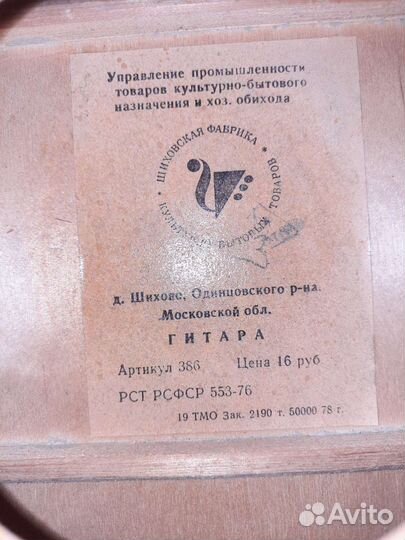 Управление промышленности
товаров культурно-бытового
назначения и хоз. обихода
ШИХОВСКАЯ ФАБРИКА
КУЛЬТУРНО БЫТОВЫХ ТОВАРОВ
д. Шихово, Одинцовского р-на.
Московской обл.
ГИТАРА
Артикул 386 Цена 16 руб
РСТ РСФСР 553-76
19 ТМО Зак. 2190 т. 50000 78 г.
Avito